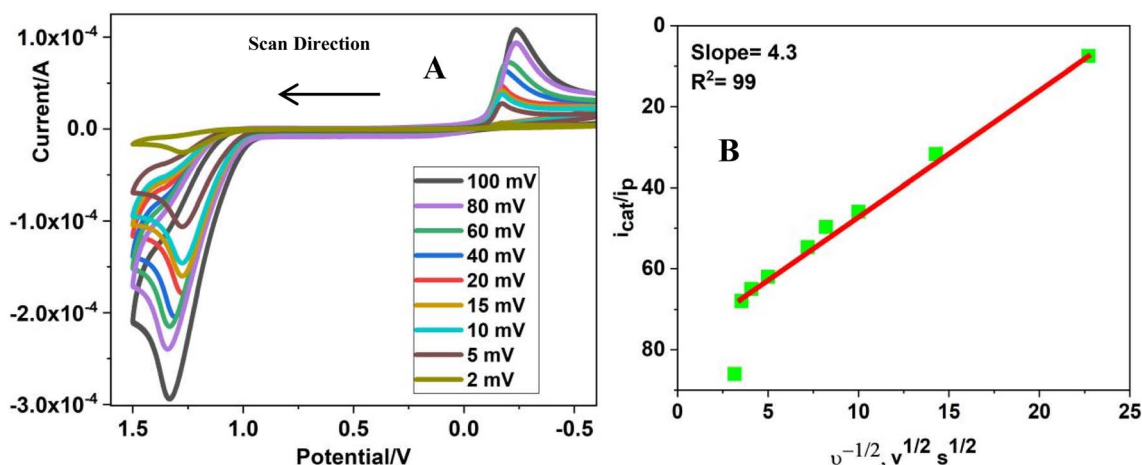 Scan Direction
A
Current/A
1.0x10⁻⁴
0.0
-1.0x10⁻⁴
-2.0x10⁻⁴
-3.0x10⁻⁴
100 mV
80 mV
60 mV
40 mV
20 mV
15 mV
10 mV
5 mV
2 mV
1.5 1.0 0.5 0.0 -0.5
Potential/V
Slope= 4.3
R²= 99
B
i_cat/i_p
0
20
40
60
80
0 5 10 15 20 25
υ⁻¹/², v¹/² s¹/²